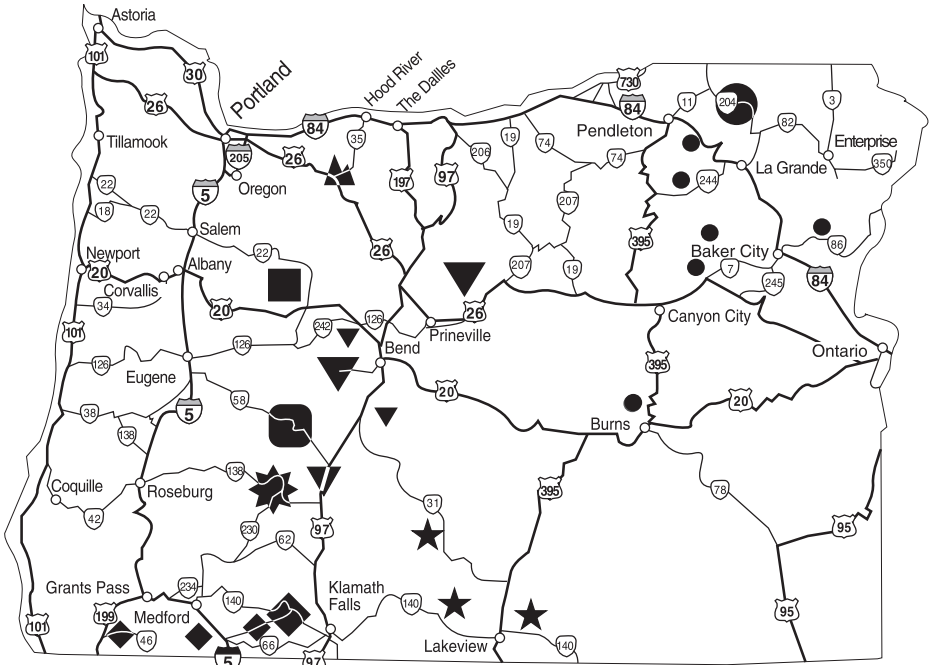 Astoria
101
30
Portland
Hood River
The Dallles
730
26
84
84
11
204
3
Pendleton
82
Tillamook
35
206
19
74
Enterprise
205
26
74
350
La Grande
197
97
244
22
5
Oregon
207
18
22
19
Salem
395
86
Newport
22
26
Baker City
20
Albany
207
19
7
84
Corvallis
245
34
20
26
101
242
126
Prineville
Canyon City
126
Bend
Ontario
126
395
Eugene
58
20
20
38
5
Burns
138
138
Coquille
Roseburg
395
78
31
42
230
97
95
62
Grants Pass
234
Klamath
Falls
140
140
199
Medford
95
101
46
66
Lakeview
140
5
97